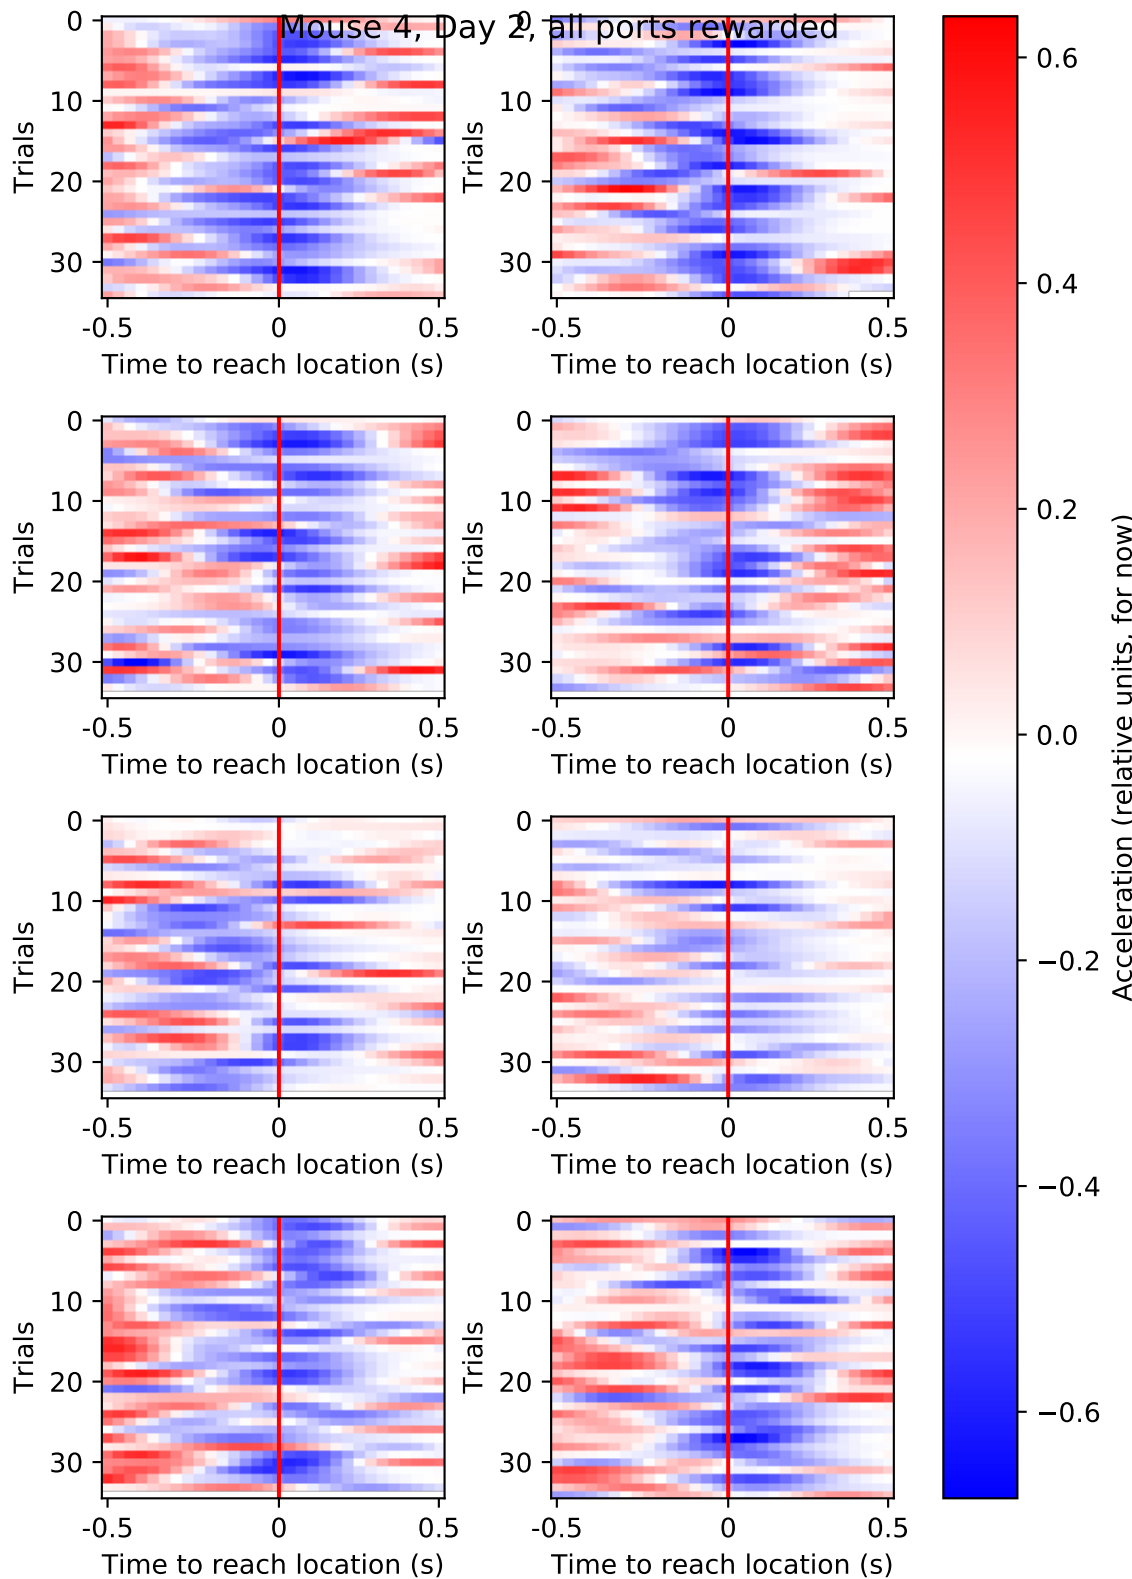 Mouse 4, Day 2, all ports rewarded
0
10
20
30
Trials
-0.5 0 0.5
Time to reach location (s)
0
10
20
30
Trials
-0.5 0 0.5
Time to reach location (s)
0
10
20
30
Trials
-0.5 0 0.5
Time to reach location (s)
0
10
20
30
Trials
-0.5 0 0.5
Time to reach location (s)
0
10
20
30
Trials
-0.5 0 0.5
Time to reach location (s)
0
10
20
30
Trials
-0.5 0 0.5
Time to reach location (s)
0
10
20
30
Trials
-0.5 0 0.5
Time to reach location (s)
0
10
20
30
Trials
-0.5 0 0.5
Time to reach location (s)
0.6
0.4
0.2
0.0
−0.2
−0.4
−0.6
Acceleration (relative units, for now)